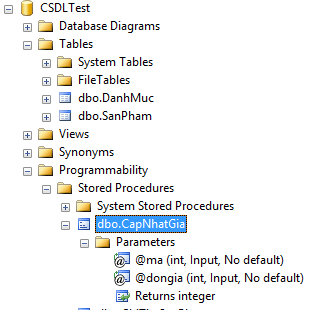 CSDLTest
Database Diagrams
Tables
System Tables
FileTables
dbo.DanhMuc
dbo.SanPham
Views
Synonyms
Programmability
Stored Procedures
System Stored Procedures
dbo.CapNhatGia
Parameters
@ma (int, Input, No default)
@dongia (int, Input, No default)
Returns integer